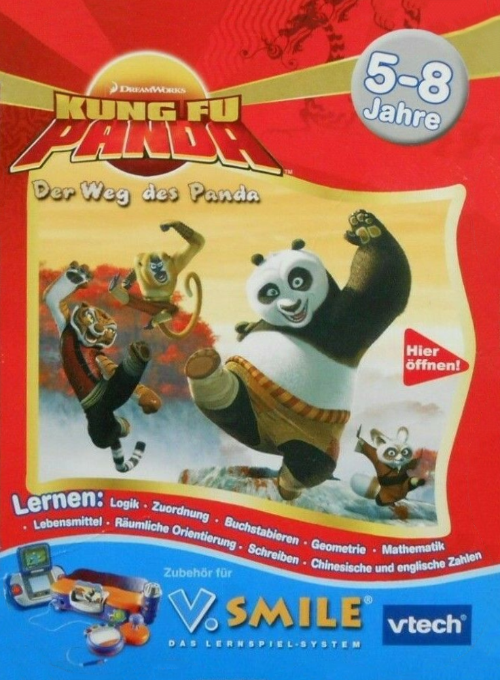 5-8
Jahre
DREAMWORKS
KUNG FU
PANDA™
Der Weg des Panda
Hier
öffnen!
Lernen: Logik · Zuordnung · Buchstabieren · Geometrie · Mathematik
· Lebensmittel · Räumliche Orientierung · Schreiben · Chinesische und englische Zahlen
Zubehör für
V.SMILE®
DAS LERNSPIEL-SYSTEM
vtech®